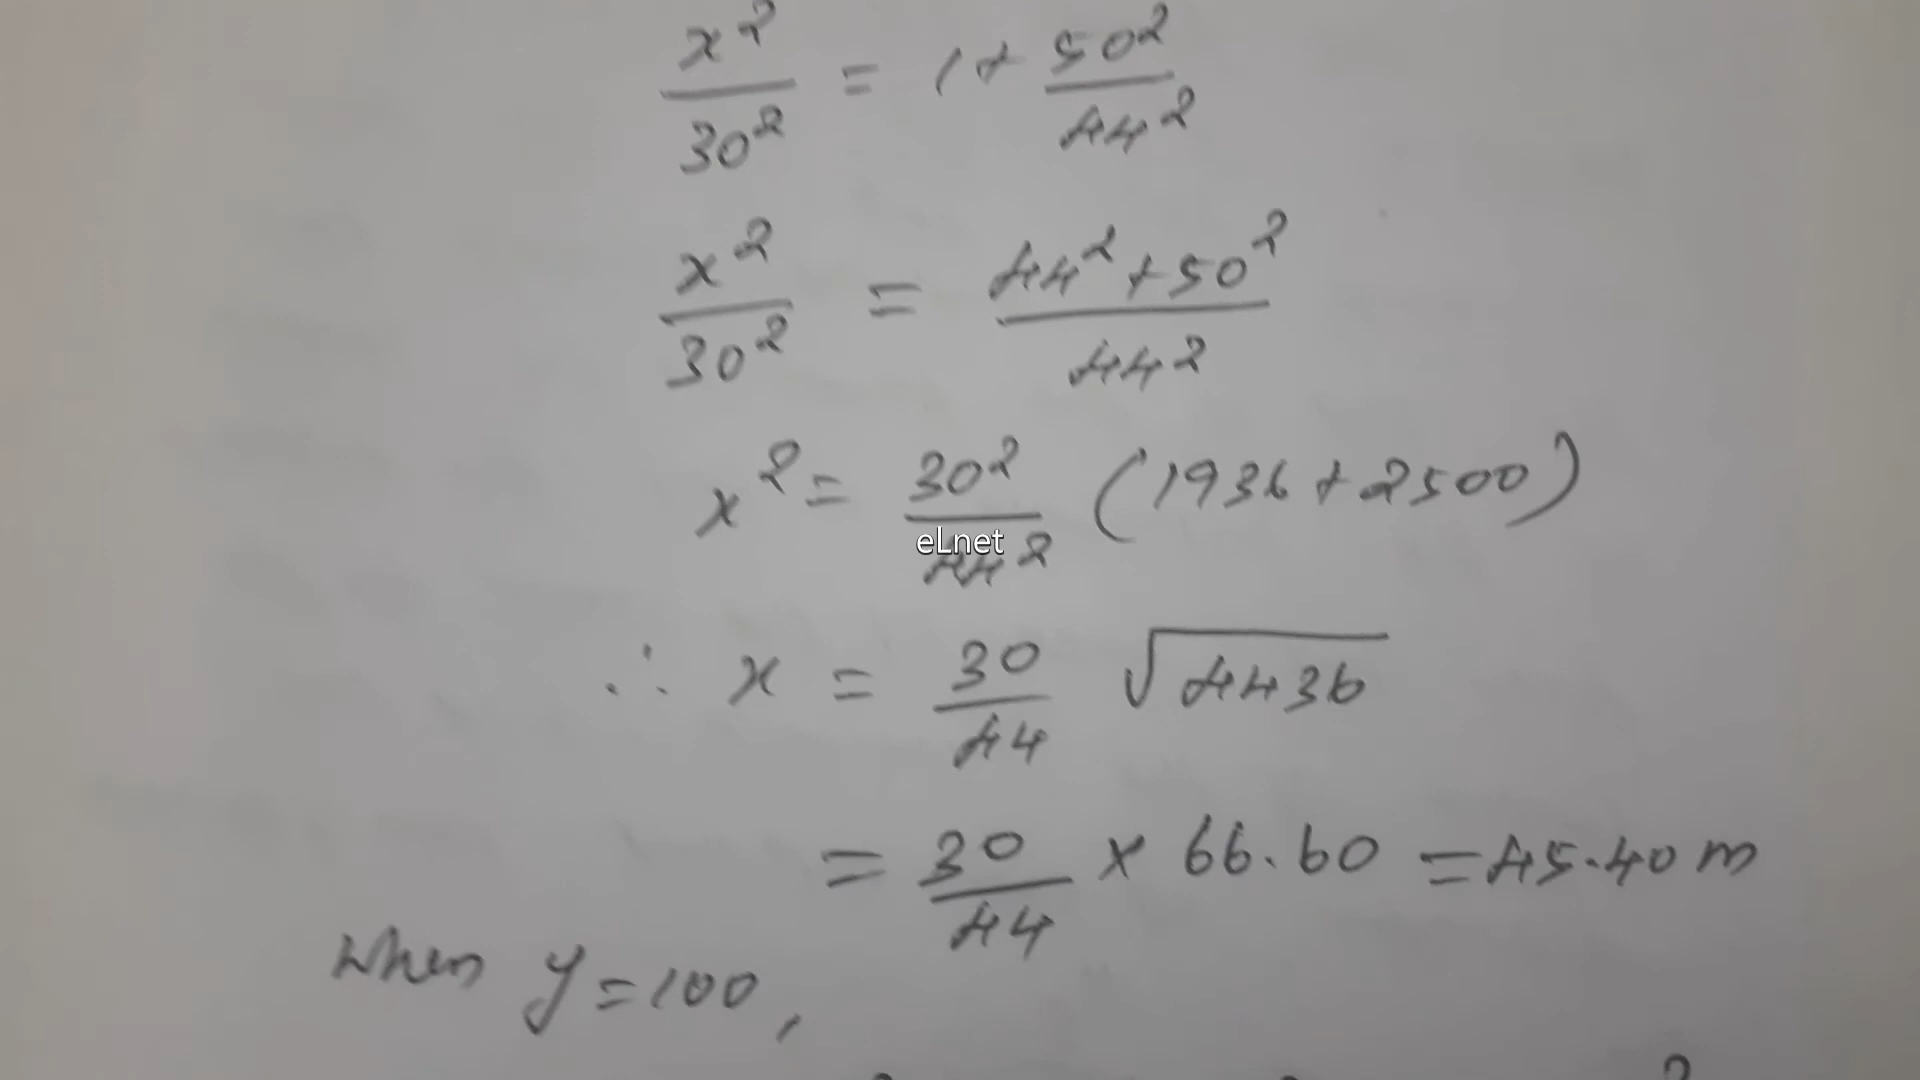 x²/30² = 1 + 50²/44²
x²/30² = 44² + 50²/44²
x² = 30²/44² (1936 + 2500)
eLnet
∴ x = 30/44 √4436
= 30/44 × 66.60 = 45.40 m
when y = 100,